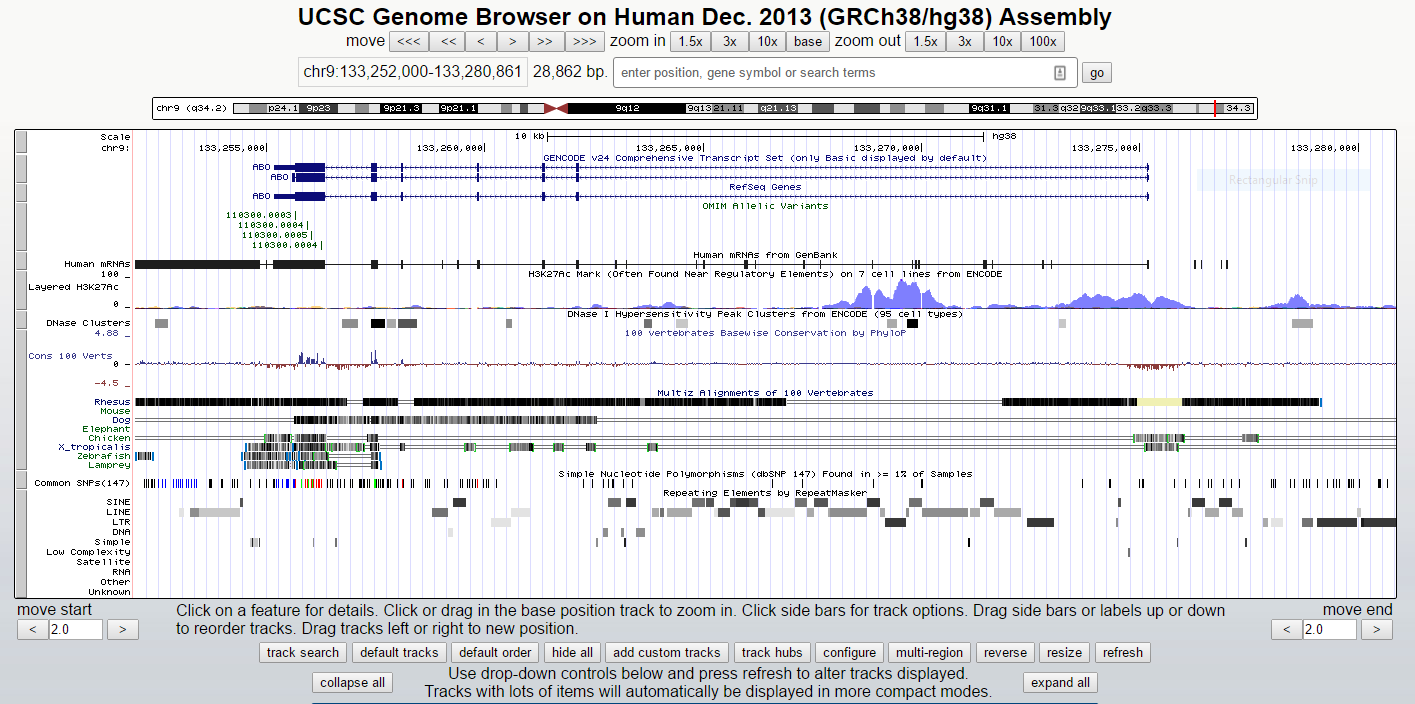 UCSC Genome Browser on Human Dec. 2013 (GRCh38/hg38) Assembly
move <<< << < > >> >>> zoom in 1.5x 3x 10x base zoom out 1.5x 3x 10x 100x
chr9:133,252,000-133,280,861 28,862 bp. enter position, gene symbol or search terms go
chr9 (q34.2) p24.1 9p23 9p21.3 9p21.1 9q12 9q13 21.11 q21.13 9q31.1 31.3 q32 9q33.1 33.2 q33.3 34.3
Scale 10 kb hg38
chr9: 133,255,000 133,260,000 133,265,000 133,270,000 133,275,000 133,280,000
GENCODE v24 Comprehensive Transcript Set (only Basic displayed by default)
ABO
ABO
RefSeq Genes
Rectangular Snip
ABO
OMIM Allelic Variants
110300.0003
110300.0004
110300.0005
110300.0004
Human mRNAs from GenBank
Human mRNAs
H3K27Ac Mark (Often Found Near Regulatory Elements) on 7 cell lines from ENCODE
100 _
Layered H3K27Ac
0 _
DNase I Hypersensitivity Peak Clusters from ENCODE (95 cell types)
DNase Clusters
100 vertebrates Basewise Conservation by PhyloP
4.88 _
Cons 100 Verts
0 _
-4.5 _
Multiz Alignments of 100 Vertebrates
Rhesus
Mouse
Dog
Elephant
Chicken
X_tropicalis
Zebrafish
Lamprey
Simple Nucleotide Polymorphisms (dbSNP 147) Found in >= 1% of Samples
Common SNPs(147)
Repeating Elements by RepeatMasker
SINE
LINE
LTR
DNA
Simple
Low Complexity
Satellite
RNA
Other
Unknown
move start Click on a feature for details. Click or drag in the base position track to zoom in. Click side bars for track options. Drag side bars or labels up or down move end
< 2.0 > to reorder tracks. Drag tracks left or right to new position. < 2.0 >
track search default tracks default order hide all add custom tracks track hubs configure multi-region reverse resize refresh
collapse all Use drop-down controls below and press refresh to alter tracks displayed. expand all
Tracks with lots of items will automatically be displayed in more compact modes.